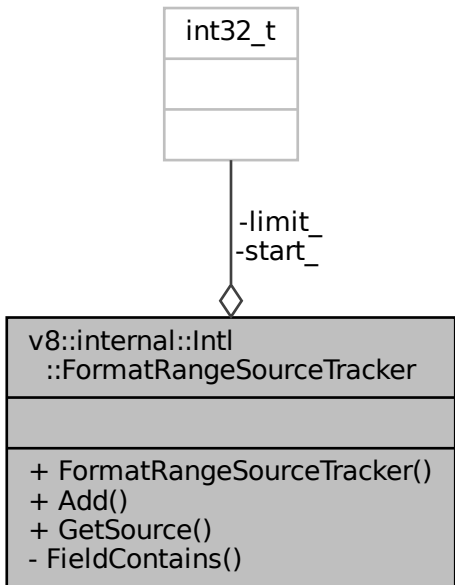 int32_t
-limit_
-start_
v8::internal::Intl
::FormatRangeSourceTracker
+ FormatRangeSourceTracker()
+ Add()
+ GetSource()
- FieldContains()